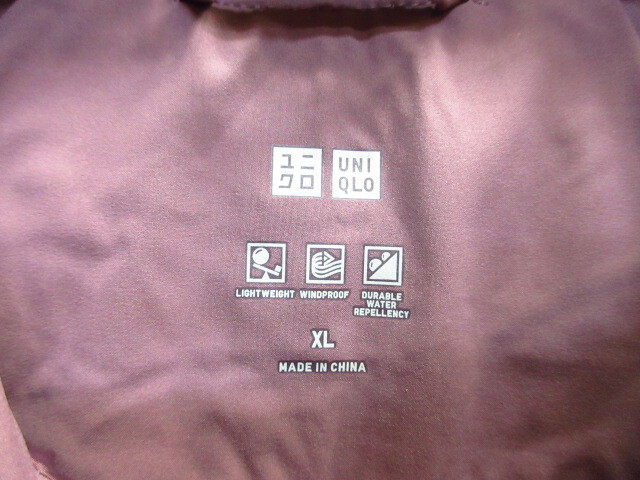 ユニ UNI
クロ QLO
LIGHTWEIGHT WINDPROOF DURABLE
WATER
REPELLENCY
XL
MADE IN CHINA